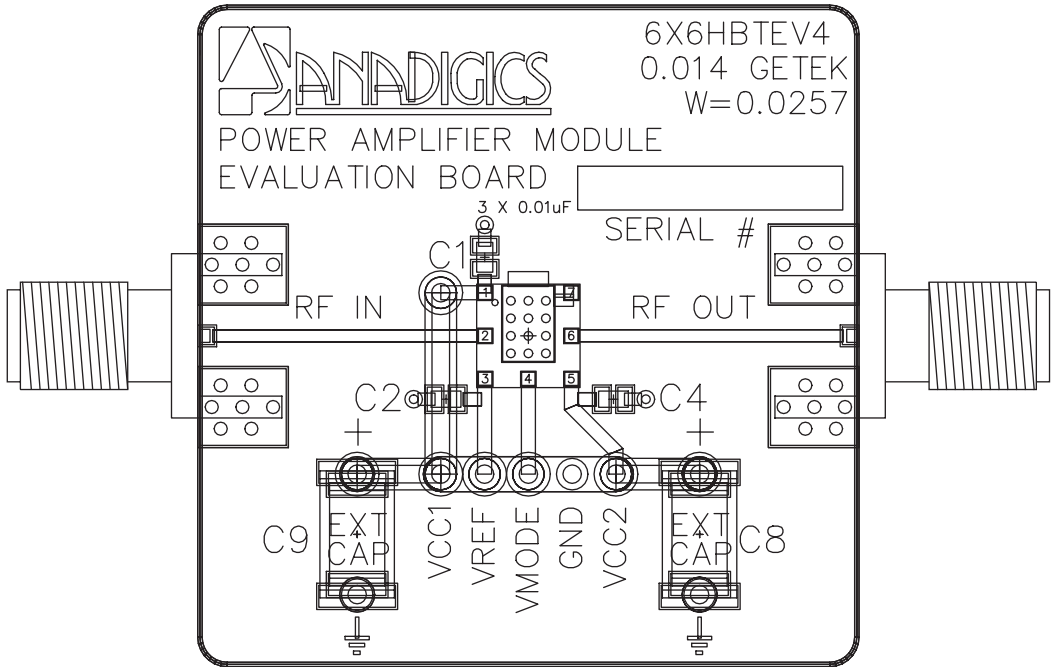 ANADIGICS
6X6HBTEV4
0.014 GETEK
W=0.0257
POWER AMPLIFIER MODULE
EVALUATION BOARD
3 X 0.01uF
SERIAL #
C1
RF IN
RF OUT
1
7
2
6
3
4
5
C2
C4
+
+
C9
EXT
CAP
VCC1
VREF
VMODE
GND
VCC2
EXT
CAP
C8